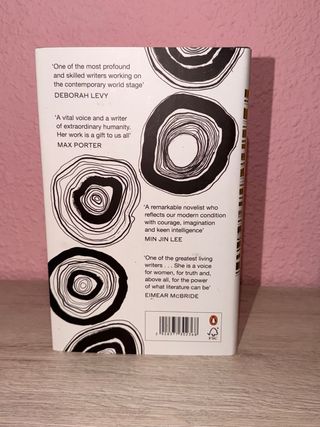 'One of the most profound
and skilled writers working on
the contemporary world stage'
DEBORAH LEVY
'A vital voice and a writer
of extraordinary humanity.
Her work is a gift to us all'
MAX PORTER
'A remarkable novelist who
reflects our modern condition
with courage, imagination
and keen intelligence'
MIN JIN LEE
'One of the greatest living
writers . . . She is a voice
for women, for truth and,
above all, for the power
of what literature can be'
EIMEAR McBRIDE
FSC